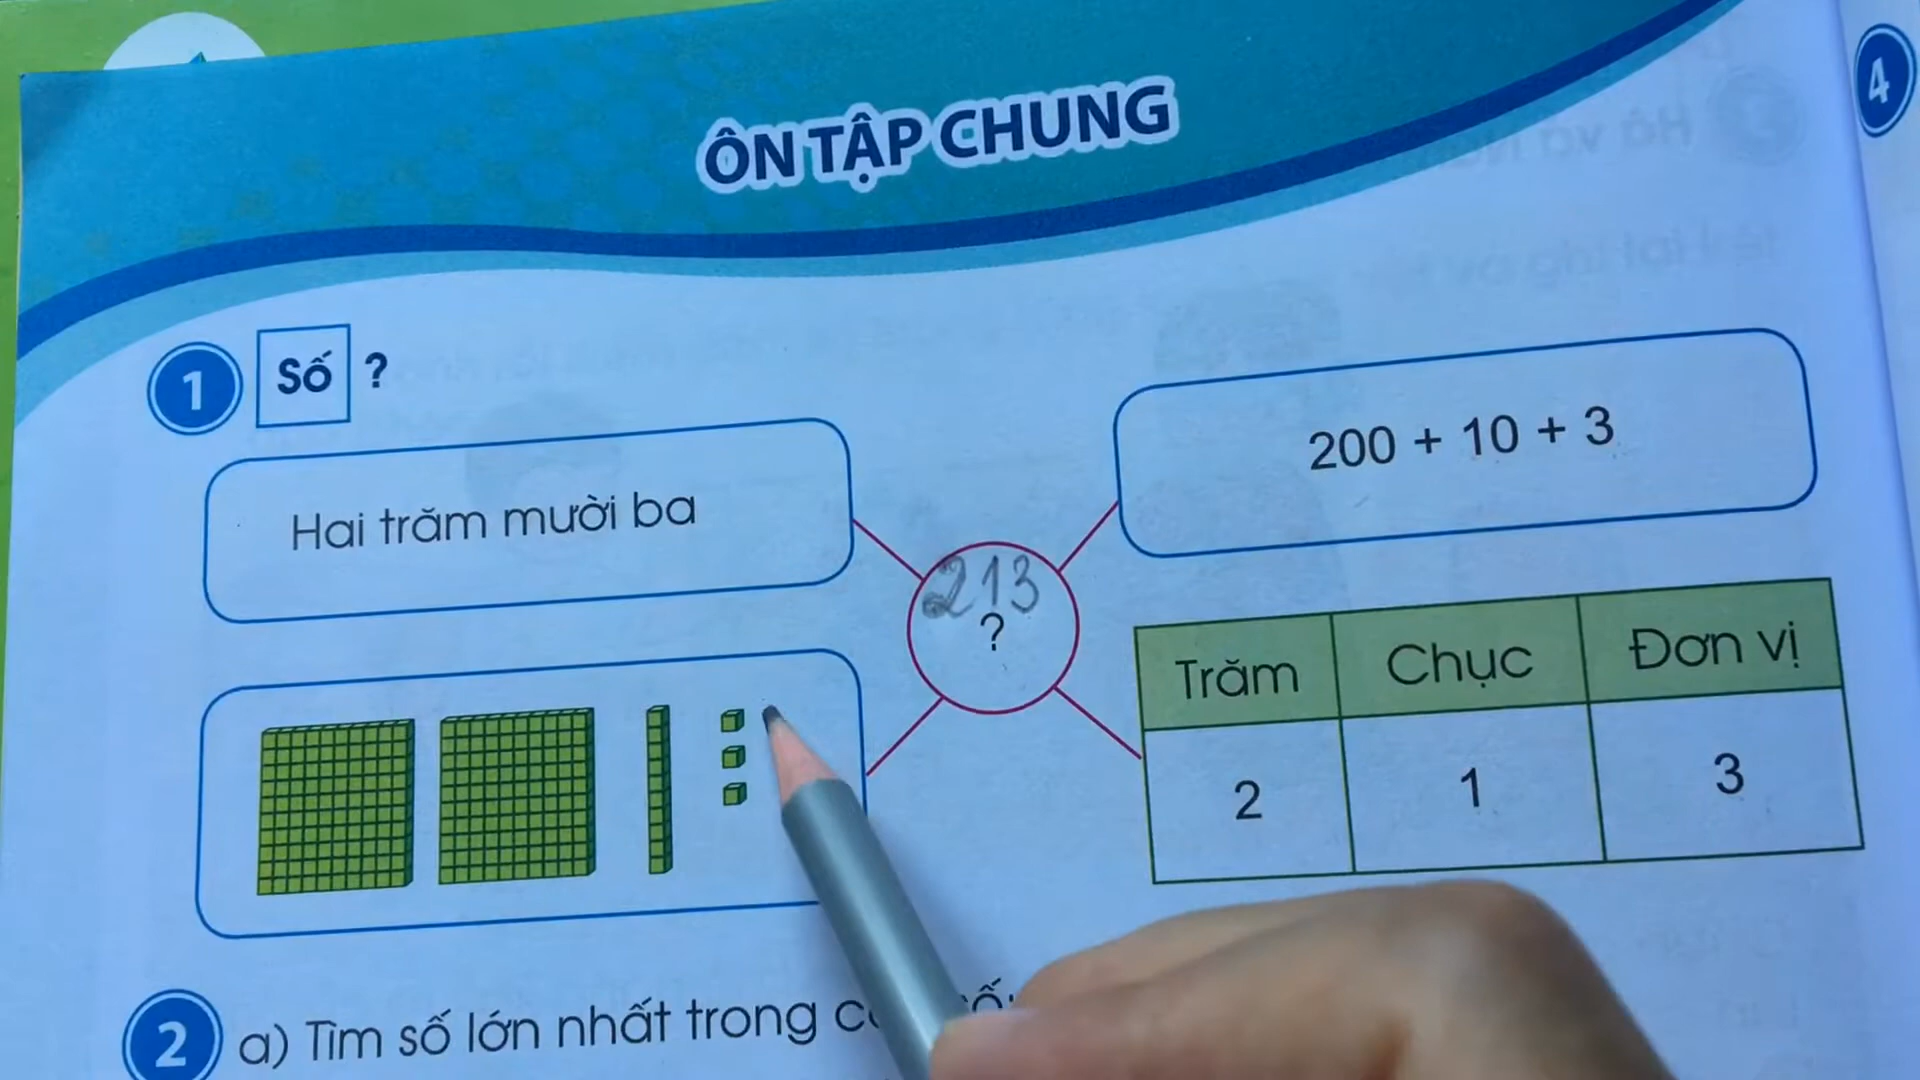 ÔN TẬP CHUNG
4
1 Số ?
Hai trăm mười ba
200 + 10 + 3
213
?
Trăm Chục Đơn vị
2 1 3
2 a) Tìm số lớn nhất trong